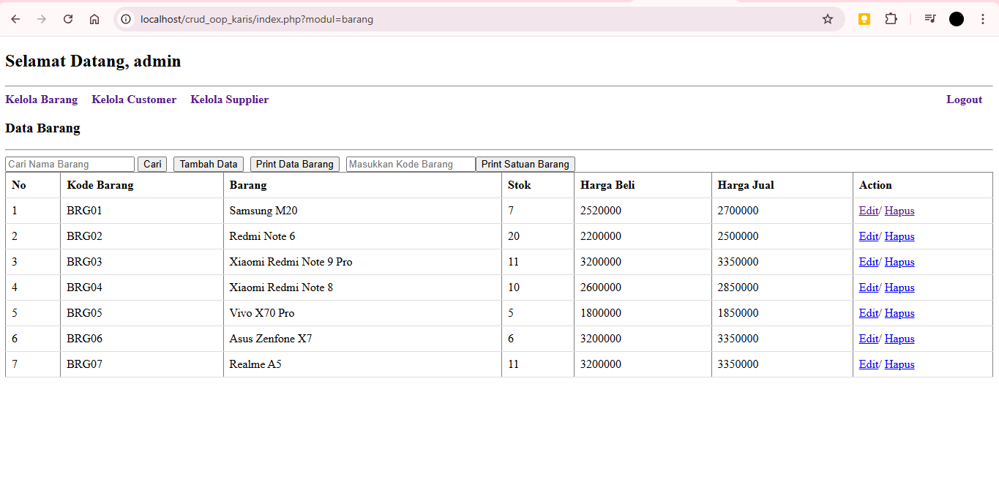 localhost/crud_oop_karis/index.php?modul=barang
Selamat Datang, admin
Kelola Barang Kelola Customer Kelola Supplier Logout
Data Barang
Cari Nama Barang Cari Tambah Data Print Data Barang Masukkan Kode Barang Print Satuan Barang
No Kode Barang Barang Stok Harga Beli Harga Jual Action
1 BRG01 Samsung M20 7 2520000 2700000 Edit/ Hapus
2 BRG02 Redmi Note 6 20 2200000 2500000 Edit/ Hapus
3 BRG03 Xiaomi Redmi Note 9 Pro 11 3200000 3350000 Edit/ Hapus
4 BRG04 Xiaomi Redmi Note 8 10 2600000 2850000 Edit/ Hapus
5 BRG05 Vivo X70 Pro 5 1800000 1850000 Edit/ Hapus
6 BRG06 Asus Zenfone X7 6 3200000 3350000 Edit/ Hapus
7 BRG07 Realme A5 11 3200000 3350000 Edit/ Hapus